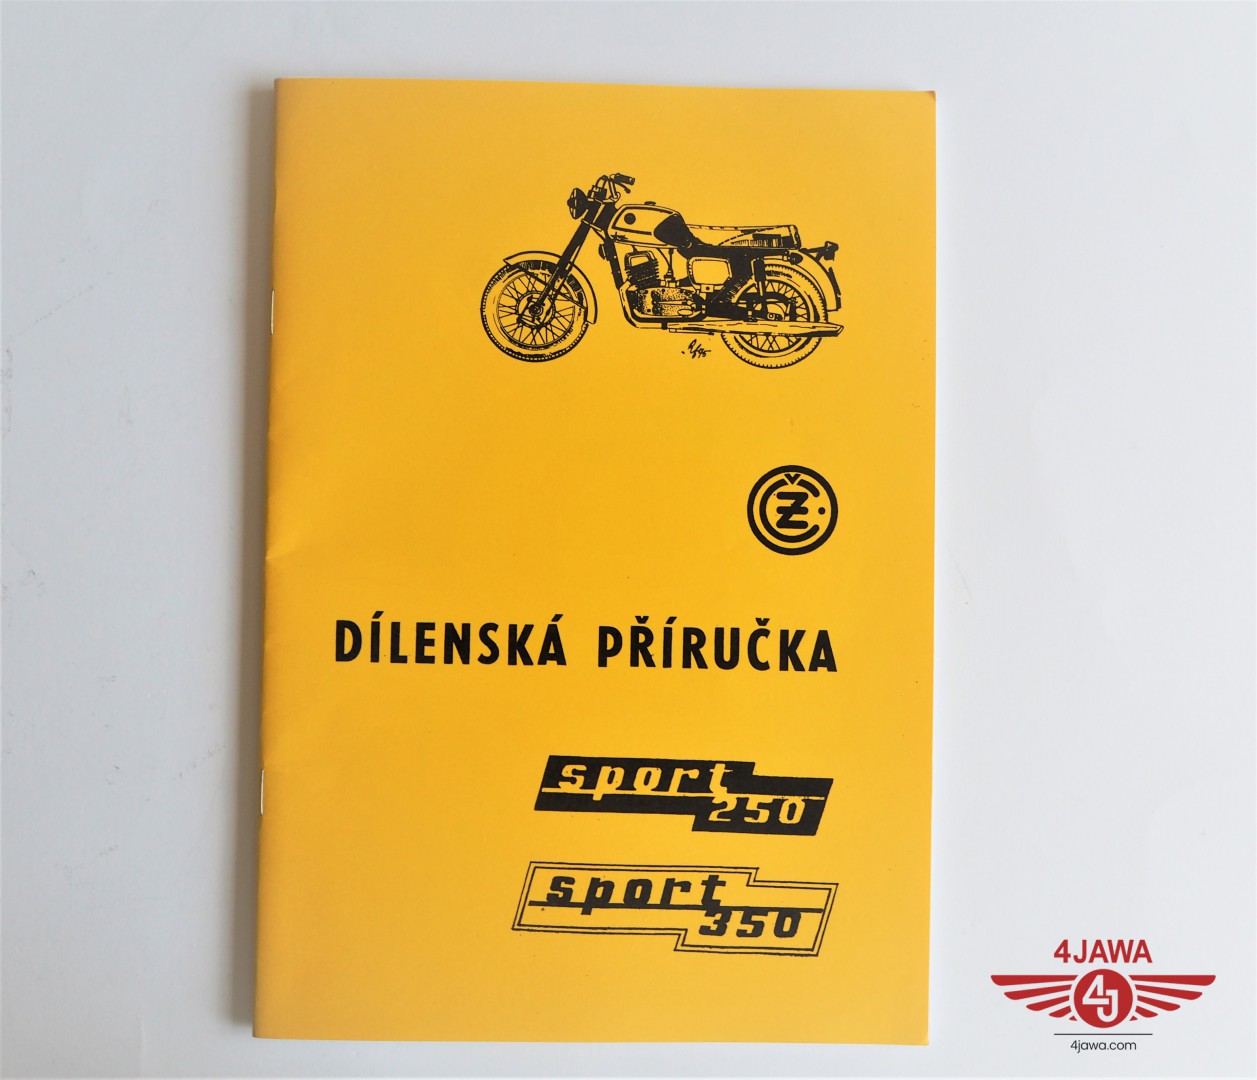 ČZ
DÍLENSKÁ PŘÍRUČKA
sport
250
sport
350
4JAWA
4J
4jawa.com